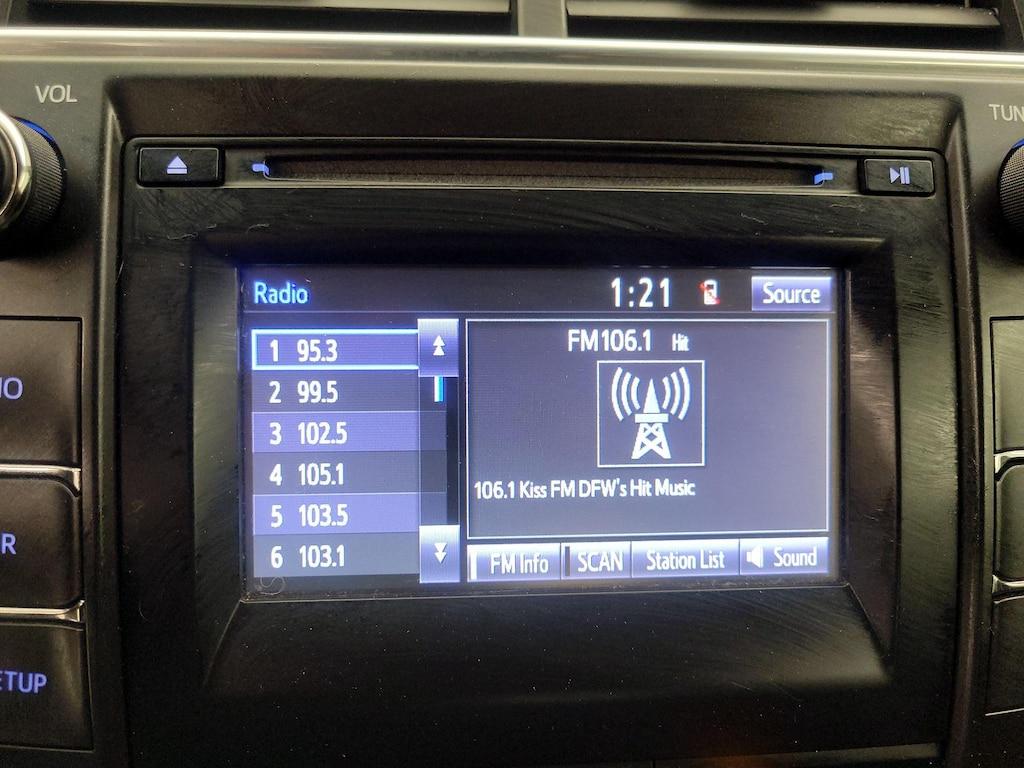 VOL
TUN
Radio
1:21
Source
1 95.3
2 99.5
3 102.5
4 105.1
5 103.5
6 103.1
FM106.1 Hit
106.1 Kiss FM DFW's Hit Music
FM Info
SCAN
Station List
Sound
IO
R
ETUP